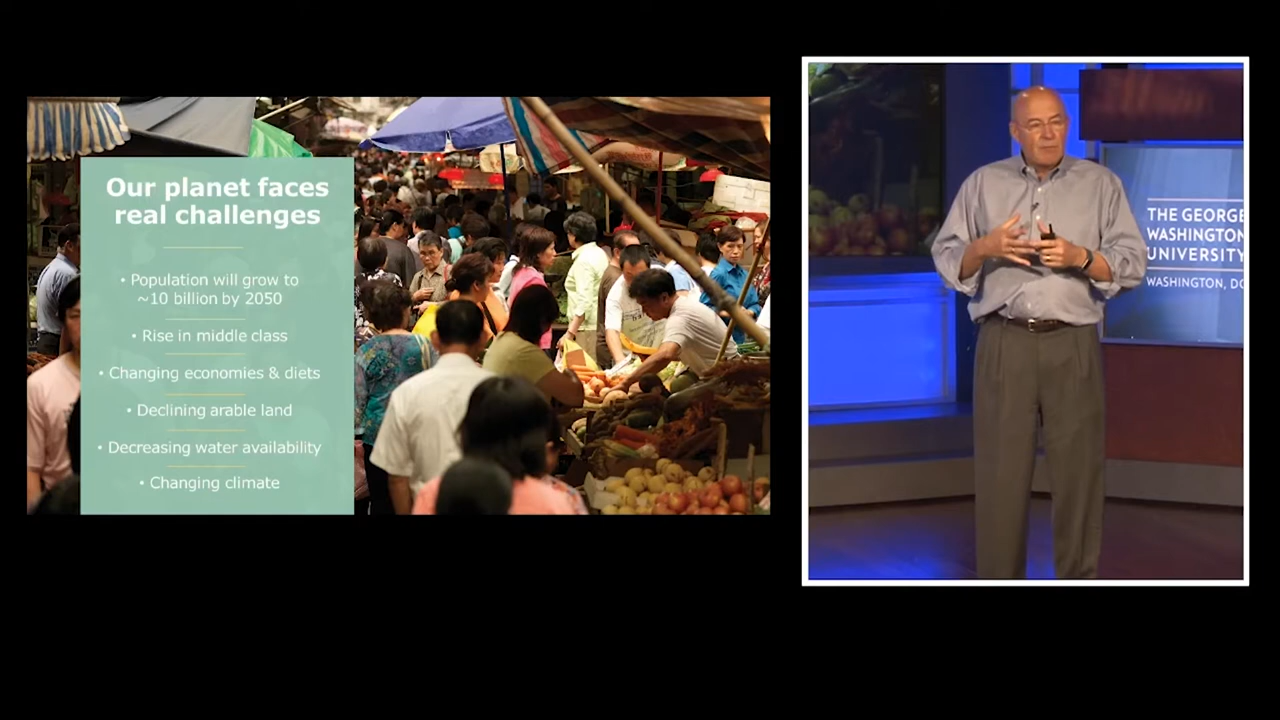 Our planet faces
real challenges
• Population will grow to
~10 billion by 2050
• Rise in middle class
• Changing economies & diets
• Declining arable land
• Decreasing water availability
• Changing climate
THE GEORGE
WASHINGTON
UNIVERSITY
WASHINGTON, DC